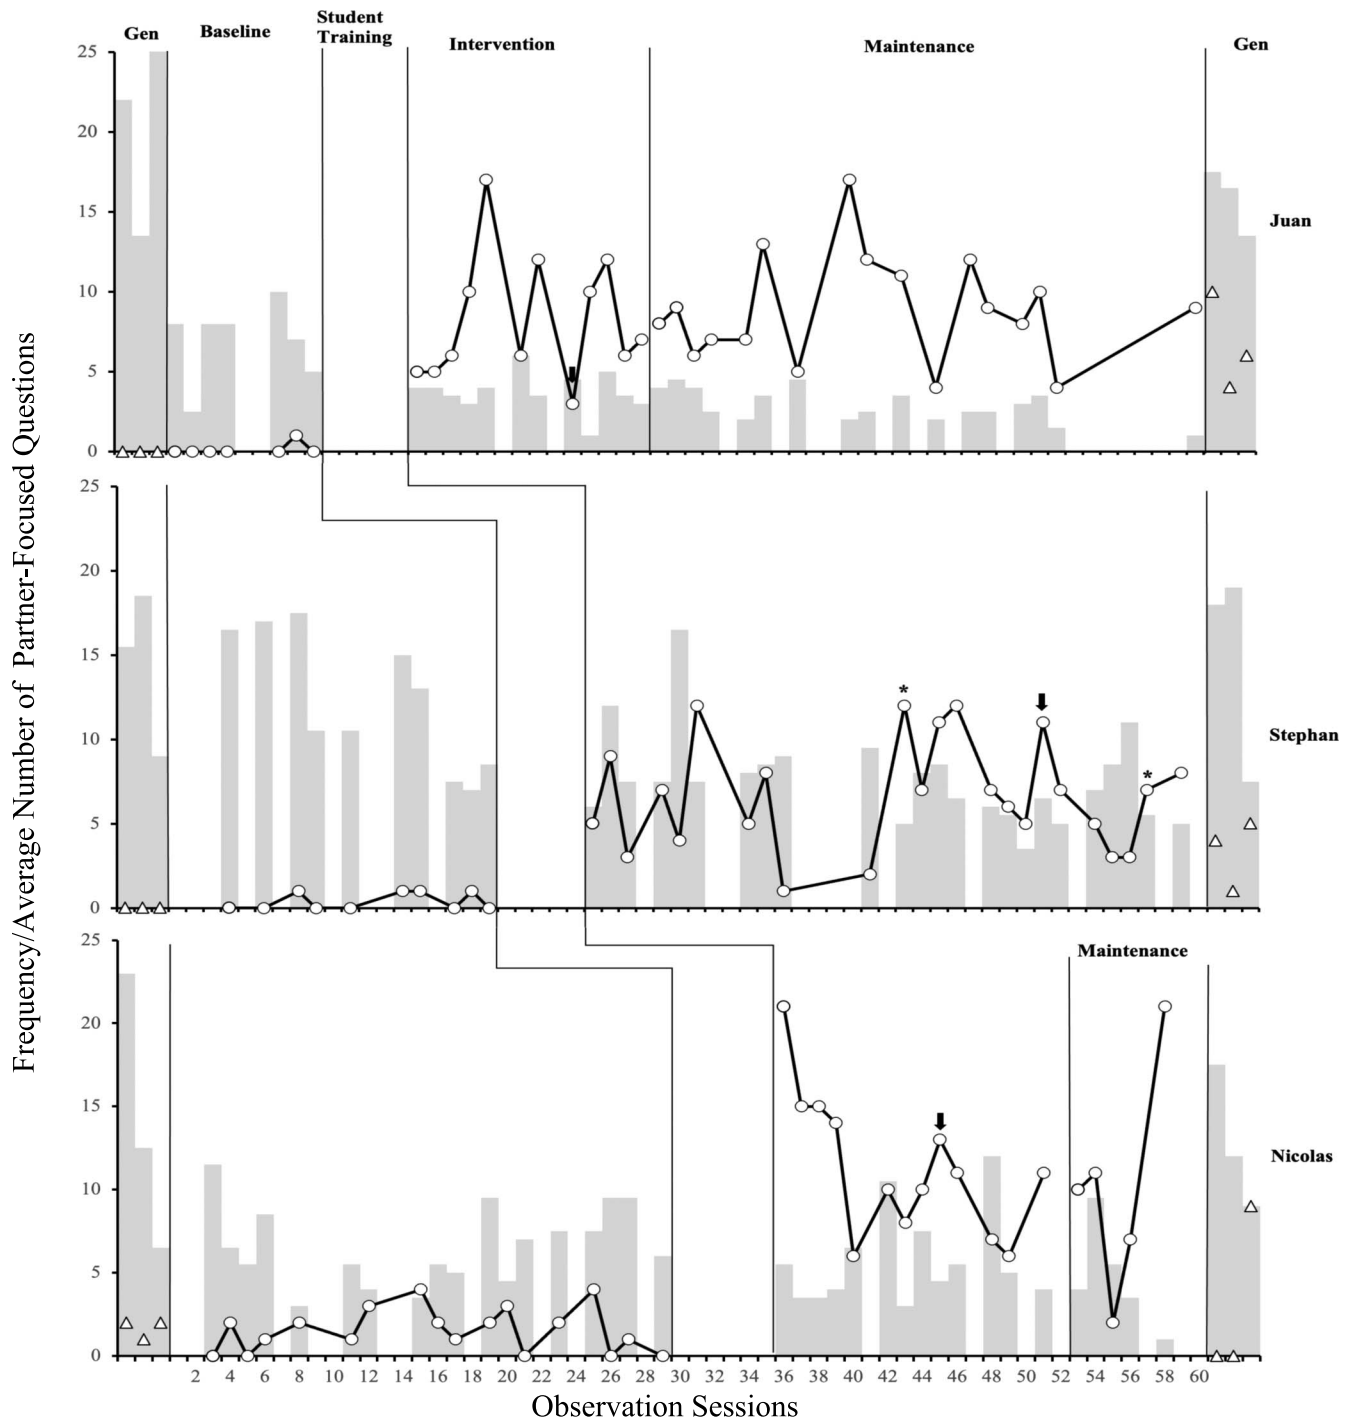 Gen
Baseline
Student
Training
Intervention
Maintenance
Gen
25
20
15
10
5
0
Juan
25
20
15
10
5
0
*
*
Stephan
25
20
15
10
5
0
Maintenance
Nicolas
2 4 6 8 10 12 14 16 18 20 22 24 26 28 30 32 34 36 38 40 42 44 46 48 50 52 54 56 58 60
Observation Sessions
Frequency/Average Number of Partner-Focused Questions